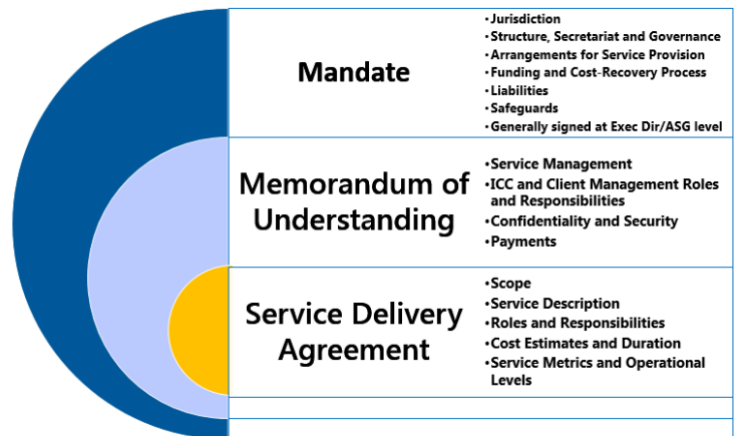 Mandate
•Jurisdiction
•Structure, Secretariat and Governance
•Arrangements for Service Provision
•Funding and Cost-Recovery Process
•Liabilities
•Safeguards
•Generally signed at Exec Dir/ASG level
Memorandum of
Understanding
•Service Management
•ICC and Client Management Roles
and Responsibilities
•Confidentiality and Security
•Payments
Service Delivery
Agreement
•Scope
•Service Description
•Roles and Responsibilities
•Cost Estimates and Duration
•Service Metrics and Operational
Levels